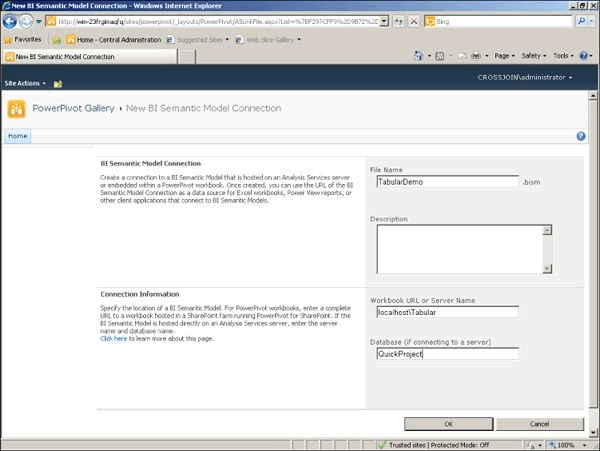 New BI Semantic Model Connection - Windows Internet Explorer
http://win-23frgimaqfq/sites/powerpivot/_layouts/PowerPivot/ASLinkFile.aspx?List=%7BF297CFF9%2D9B72%2D
Bing
Favorites
Home - Central Administration
Suggested Sites
Web Slice Gallery
New BI Semantic Model Connection
Page
Safety
Tools
Site Actions
CROSSJOIN\administrator
PowerPivot Gallery
New BI Semantic Model Connection
Home
BI Semantic Model Connection
Create a connection to a BI Semantic Model that is hosted on an Analysis Services server
or embedded within a PowerPivot workbook. Once created, you can use the URL of the BI
Semantic Model Connection as a data source for Excel workbooks, Power View reports, or
other client applications that connect to BI Semantic Models.
File Name
TabularDemo .bism
Description
Connection Information
Specify the location of a BI Semantic Model. For PowerPivot workbooks, enter a complete
URL to a workbook hosted in a SharePoint farm running PowerPivot for SharePoint. If the
BI Semantic Model is hosted directly on an Analysis Services server, enter the server
name and database name.
Click here to learn more about this page.
Workbook URL or Server Name
localhost\Tabular
Database (if connecting to a server)
QuickProject
OK
Cancel
Trusted sites | Protected Mode: Off
100%